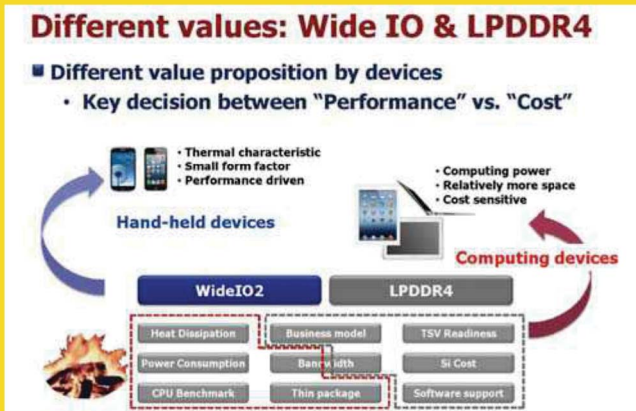 Different values: Wide IO & LPDDR4
Different value proposition by devices
• Key decision between “Performance” vs. “Cost”
• Thermal characteristic
• Small form factor
• Performance driven
• Computing power
• Relatively more space
• Cost sensitive
Hand-held devices
Computing devices
WideIO2
LPDDR4
Heat Dissipation
Business model
TSV Readiness
Power Consumption
Bandwidth
Si Cost
CPU Benchmark
Thin package
Software support